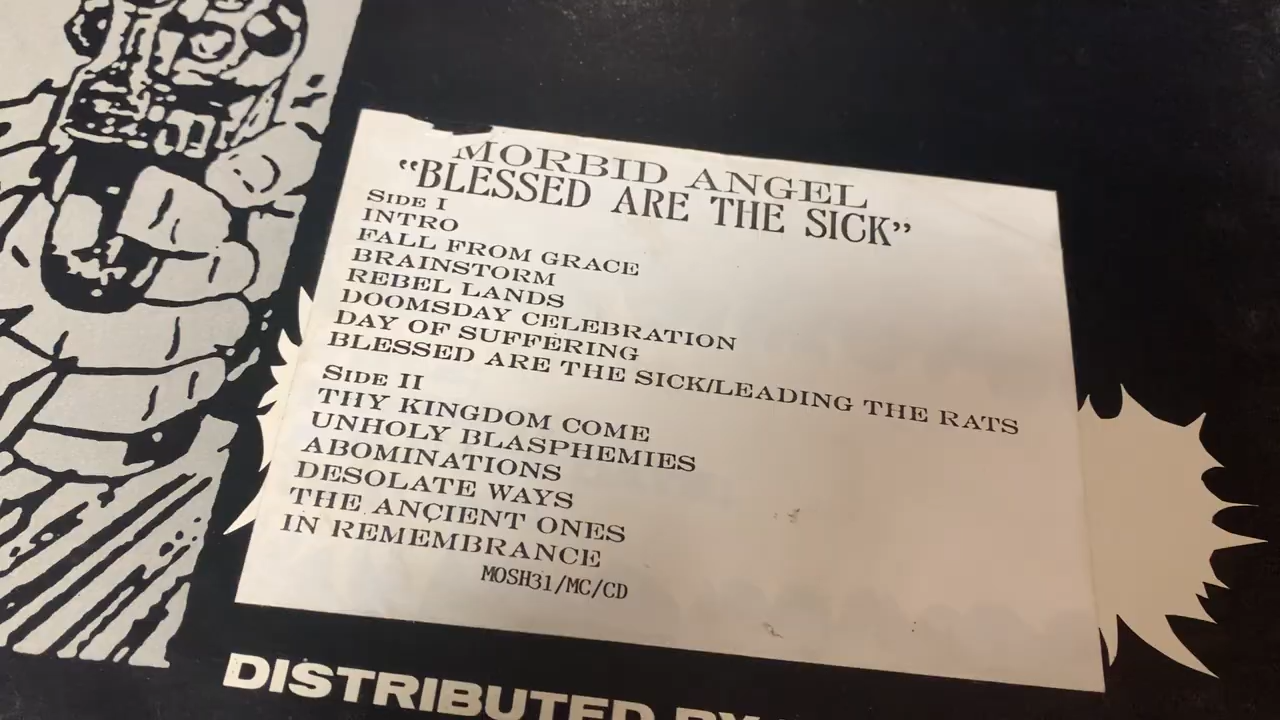 MORBID ANGEL
“BLESSED ARE THE SICK”
SIDE I
INTRO
FALL FROM GRACE
BRAINSTORM
REBEL LANDS
DOOMSDAY CELEBRATION
DAY OF SUFFERING
BLESSED ARE THE SICK/LEADING THE RATS
SIDE II
THY KINGDOM COME
UNHOLY BLASPHEMIES
ABOMINATIONS
DESOLATE WAYS
THE ANCIENT ONES
IN REMEMBRANCE
MOSH31/MC/CD
DISTRIBUTED BY